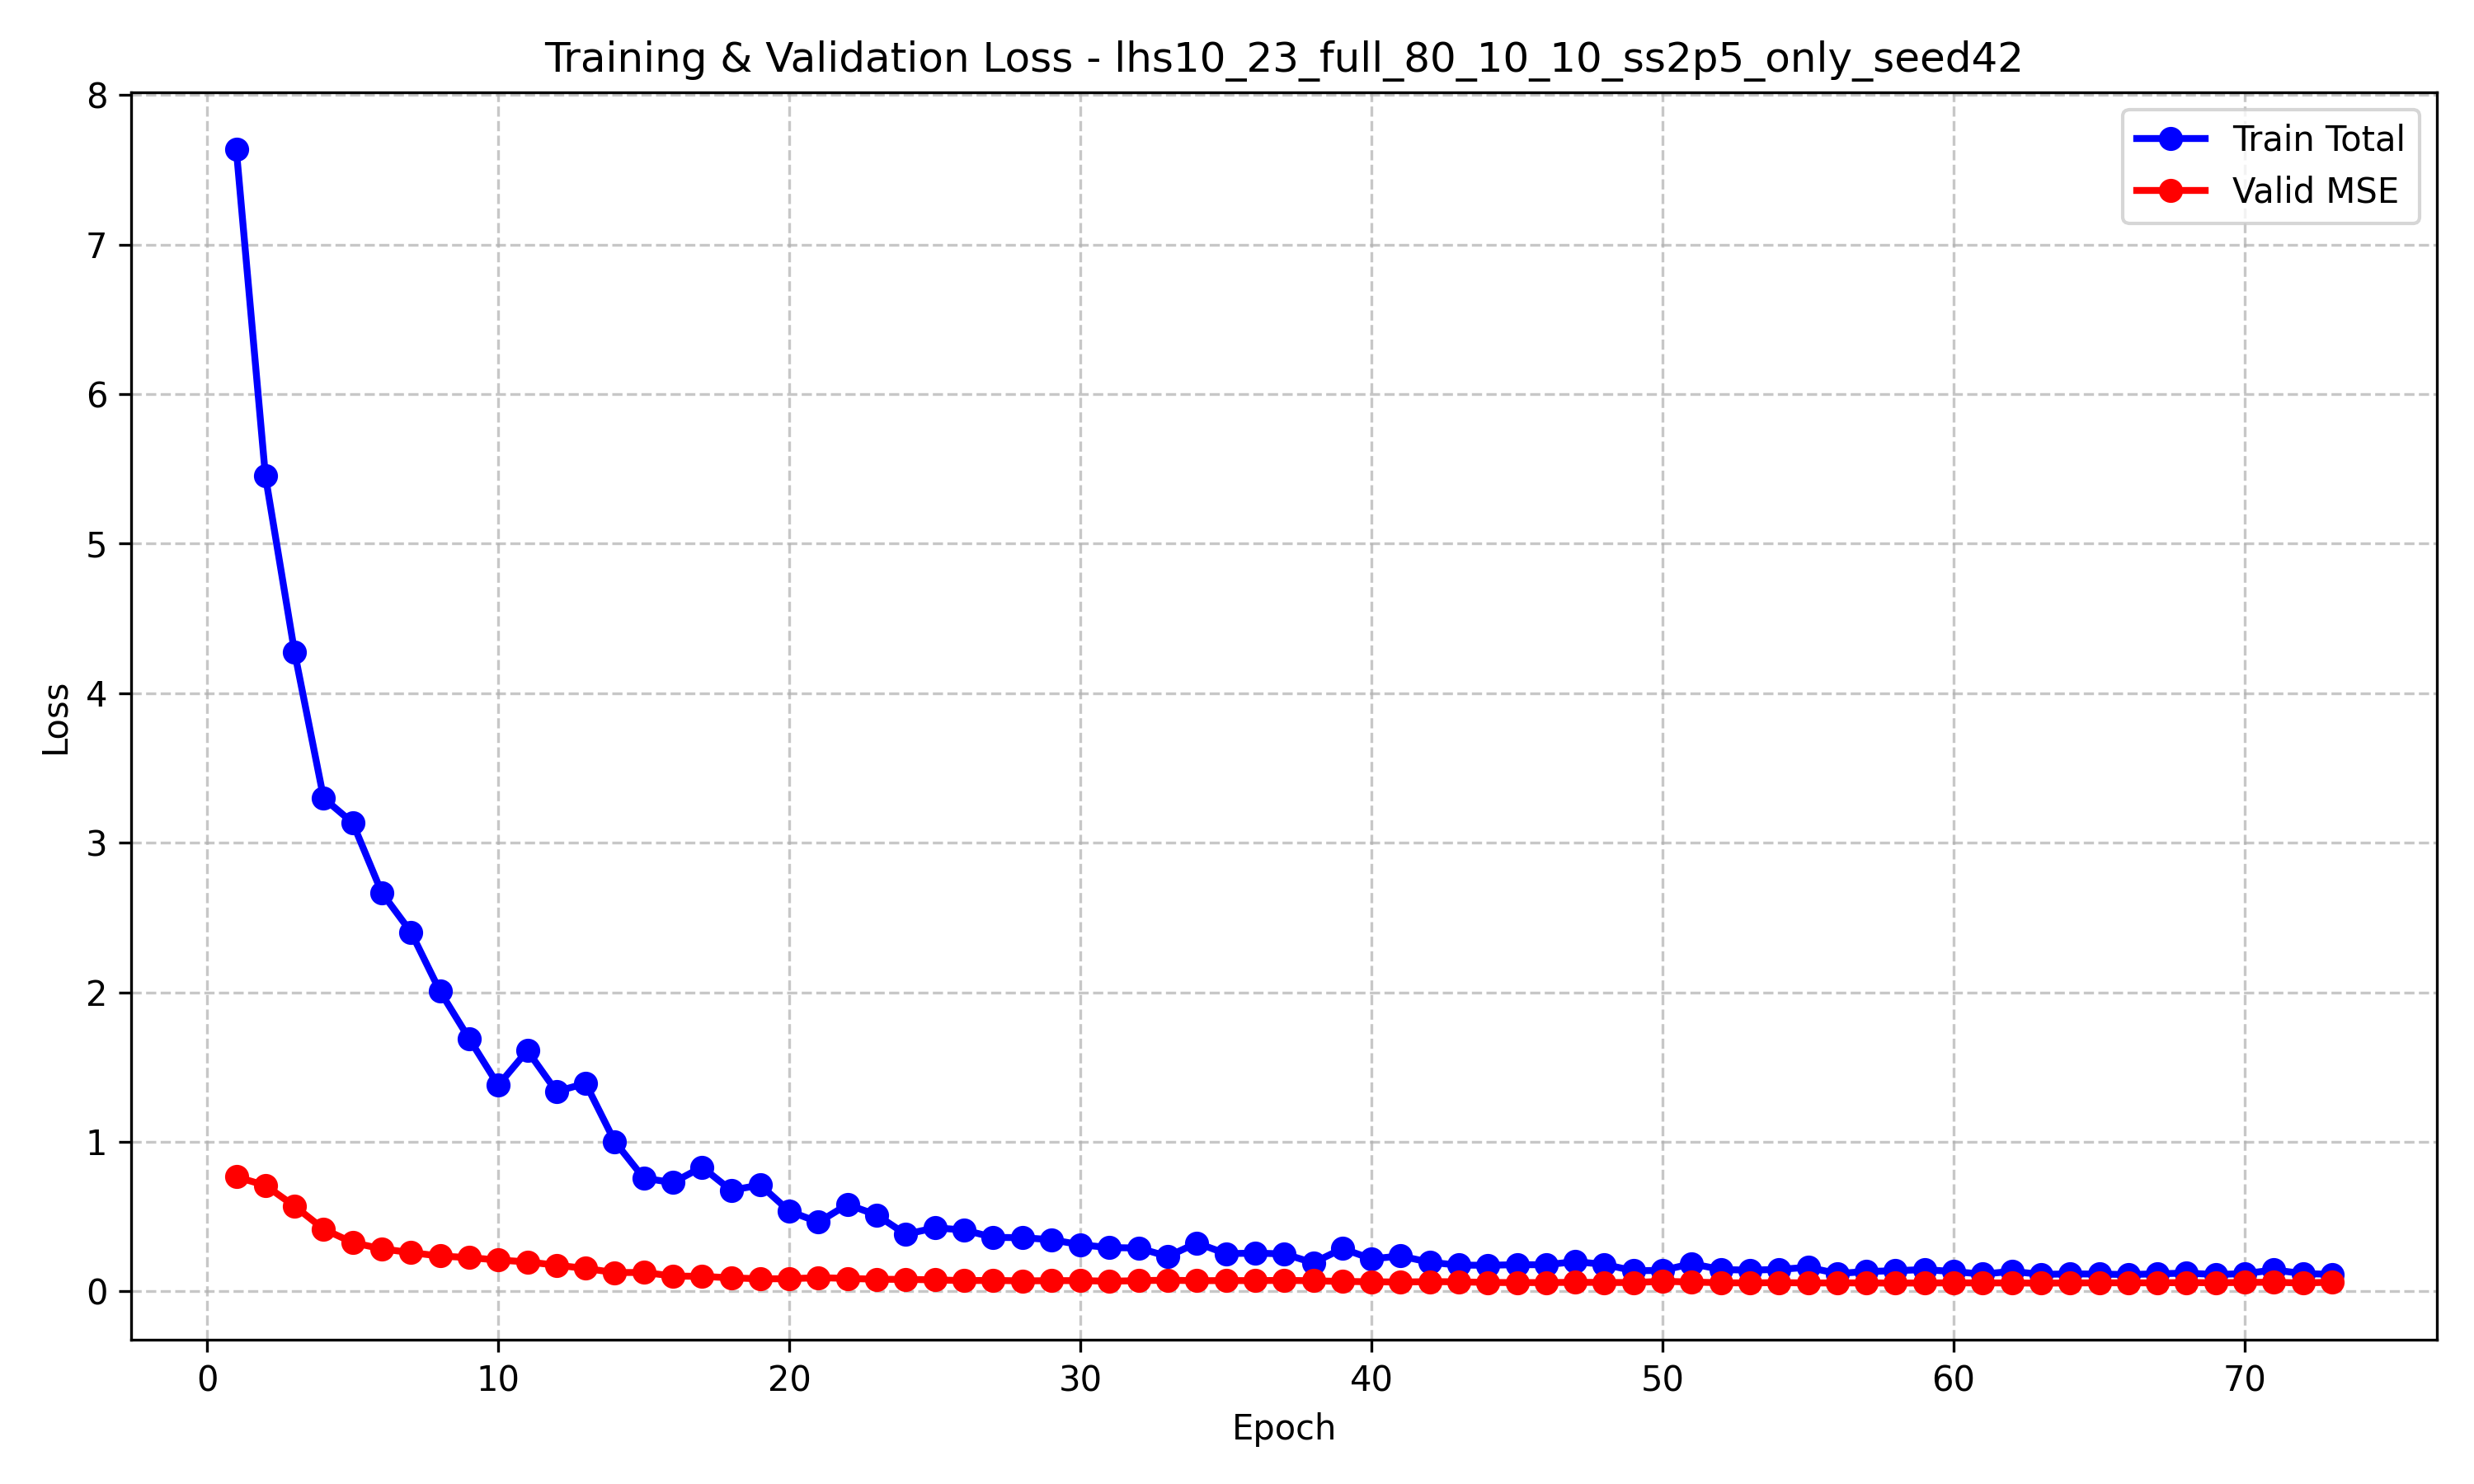 Training & Validation Loss - lhs10_23_full_80_10_10_ss2p5_only_seed42
Train Total
Valid MSE
8
7
6
5
4
3
2
1
0
Loss
0 10 20 30 40 50 60 70
Epoch